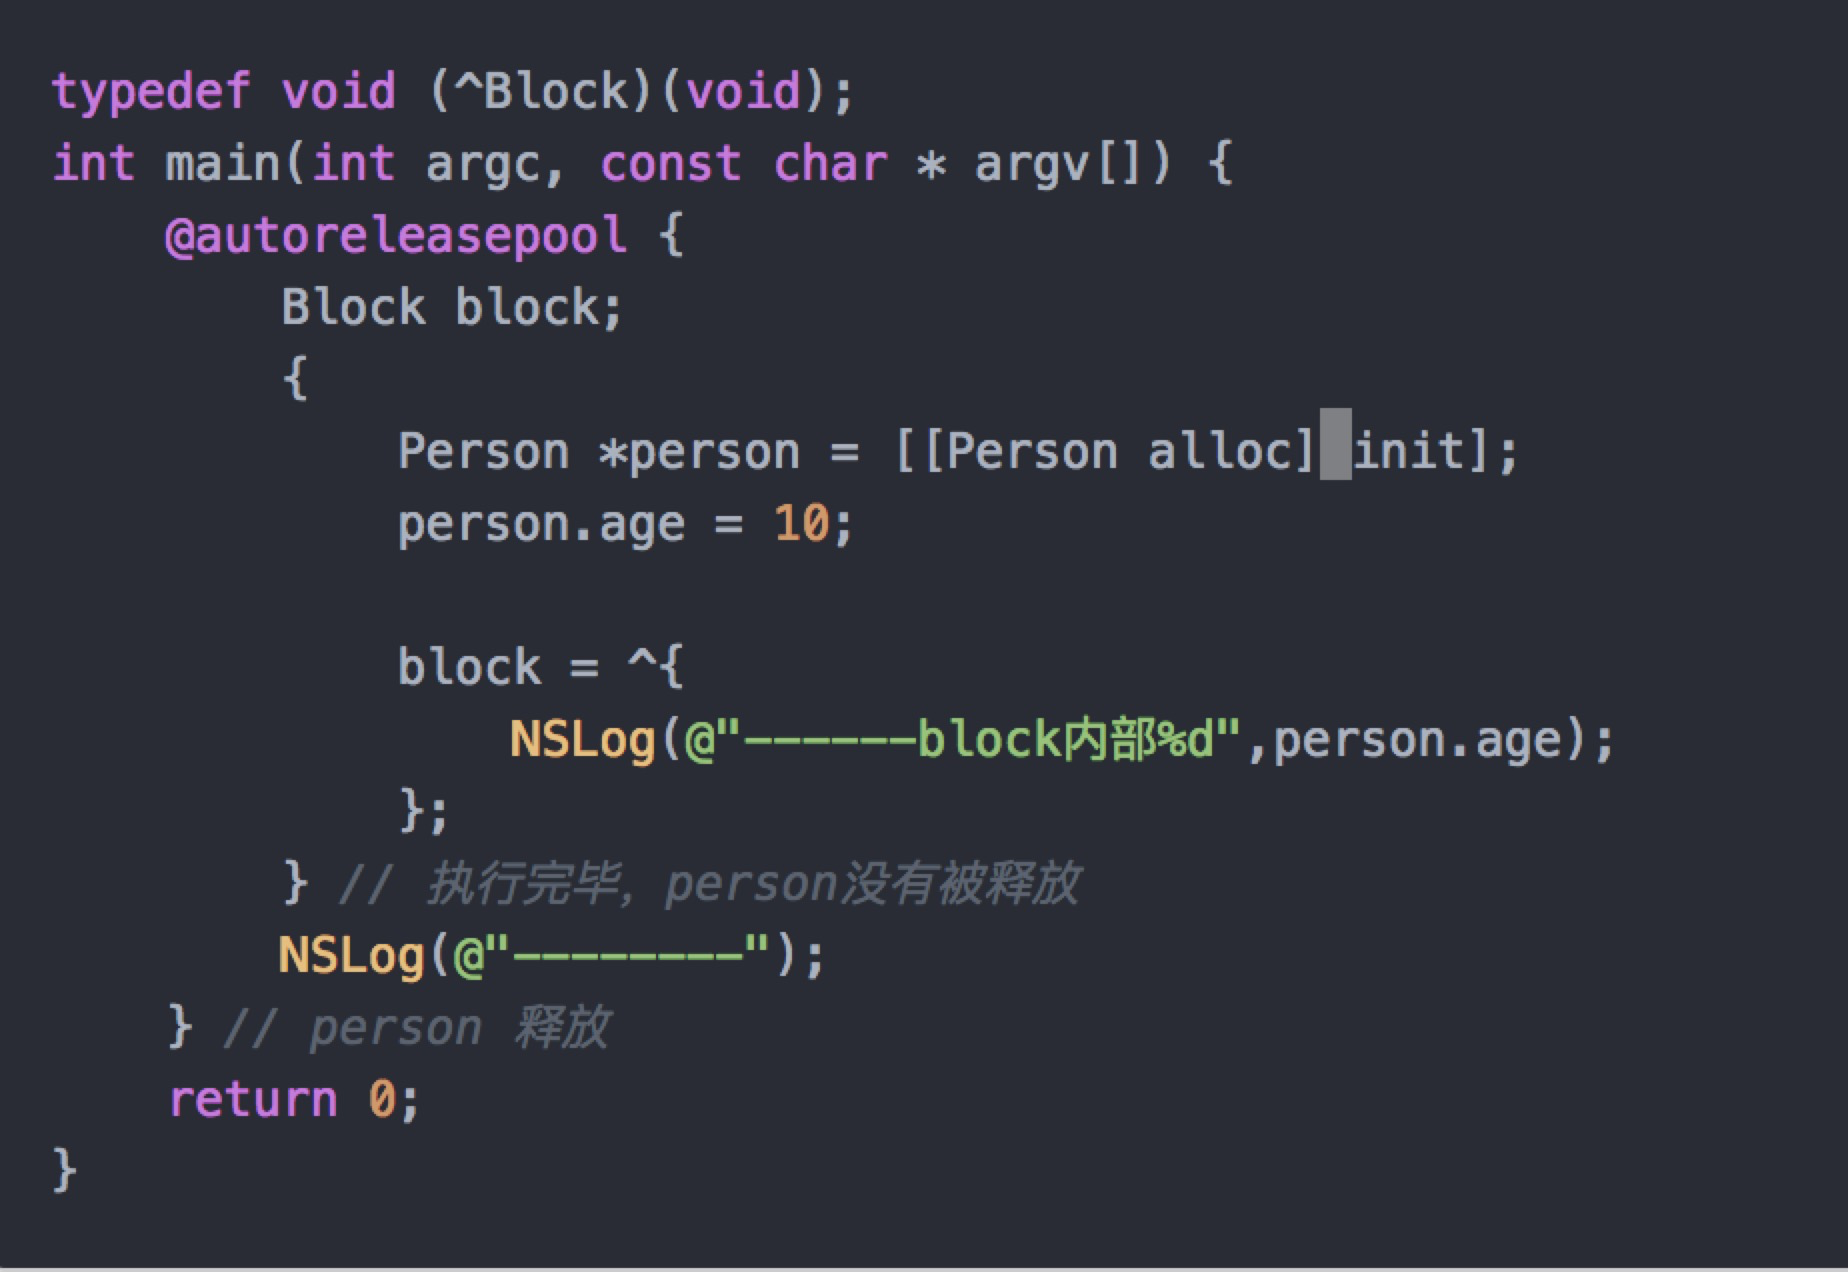 typedef void (^Block)(void);
int main(int argc, const char * argv[]) {
    @autoreleasepool {
        Block block;
        {
            Person *person = [[Person alloc] init];
            person.age = 10;

            block = ^{
                NSLog(@"------block内部%d",person.age);
            };
        } // 执行完毕，person没有被释放
        NSLog(@"--------");
    } // person 释放
    return 0;
}